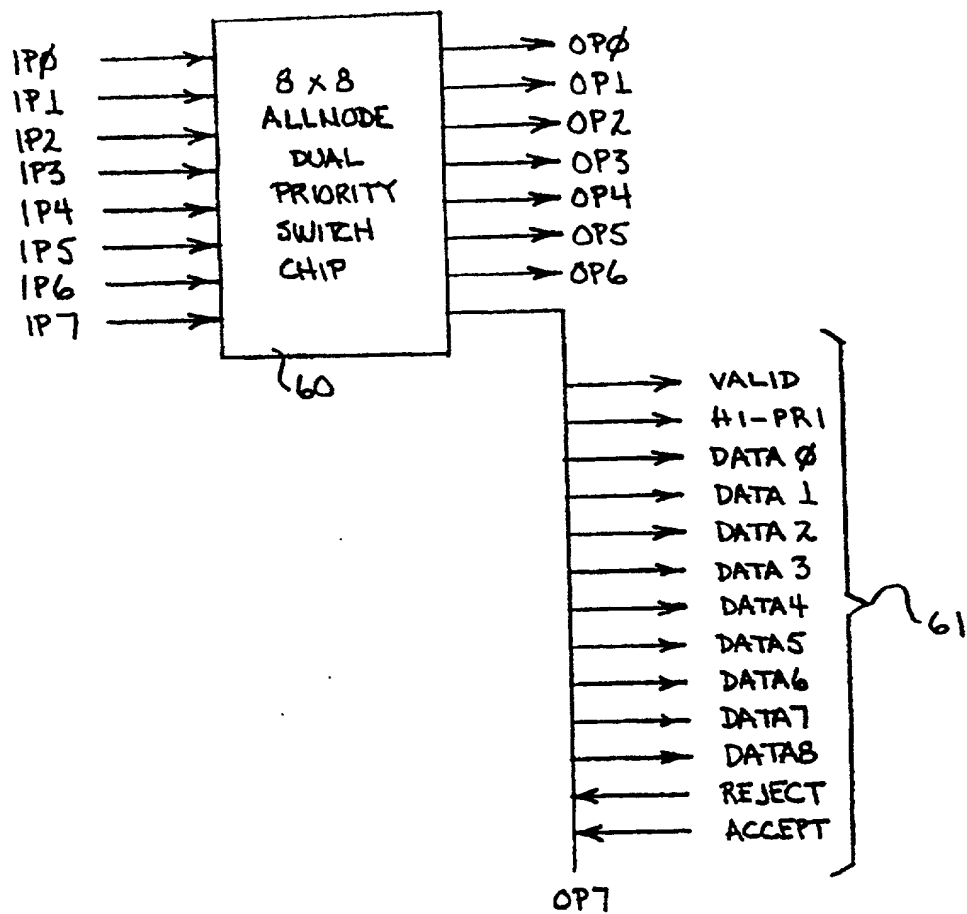 IPØ
IP1
IP2
IP3
IP4
IP5
IP6
IP7
8 X 8
ALLNODE
DUAL
PRIORITY
SWITCH
CHIP
60
OPØ
OP1
OP2
OP3
OP4
OP5
OP6
VALID
HI-PRI
DATA Ø
DATA 1
DATA 2
DATA 3
DATA4
DATA5
DATA6
DATA7
DATA8
REJECT
ACCEPT
61
OP7